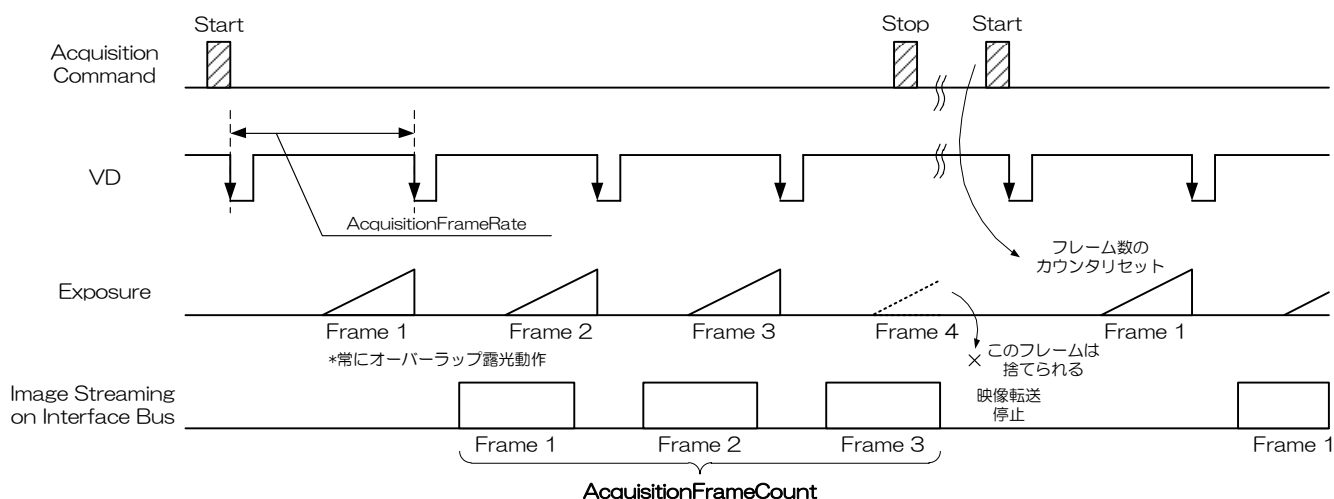 Start
Stop
Start
Acquisition
Command
VD
AcquisitionFrameRate
フレーム数の
カウンタリセット
Exposure
Frame 1
Frame 2
Frame 3
Frame 4
Frame 1
*常にオーバーラップ露光動作
×
このフレームは
捨てられる
Image Streaming
on Interface Bus
映像転送
停止
Frame 1
Frame 2
Frame 3
Frame 1
AcquisitionFrameCount